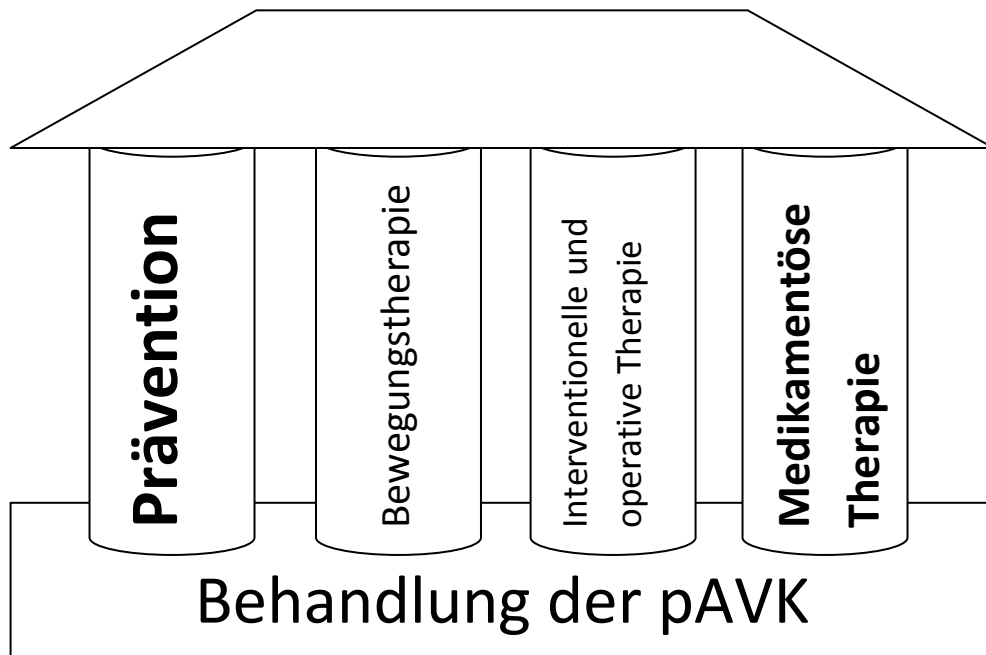 Prävention
Bewegungstherapie
Interventionelle und
operative Therapie
Medikamentöse
Therapie
Behandlung der pAVK